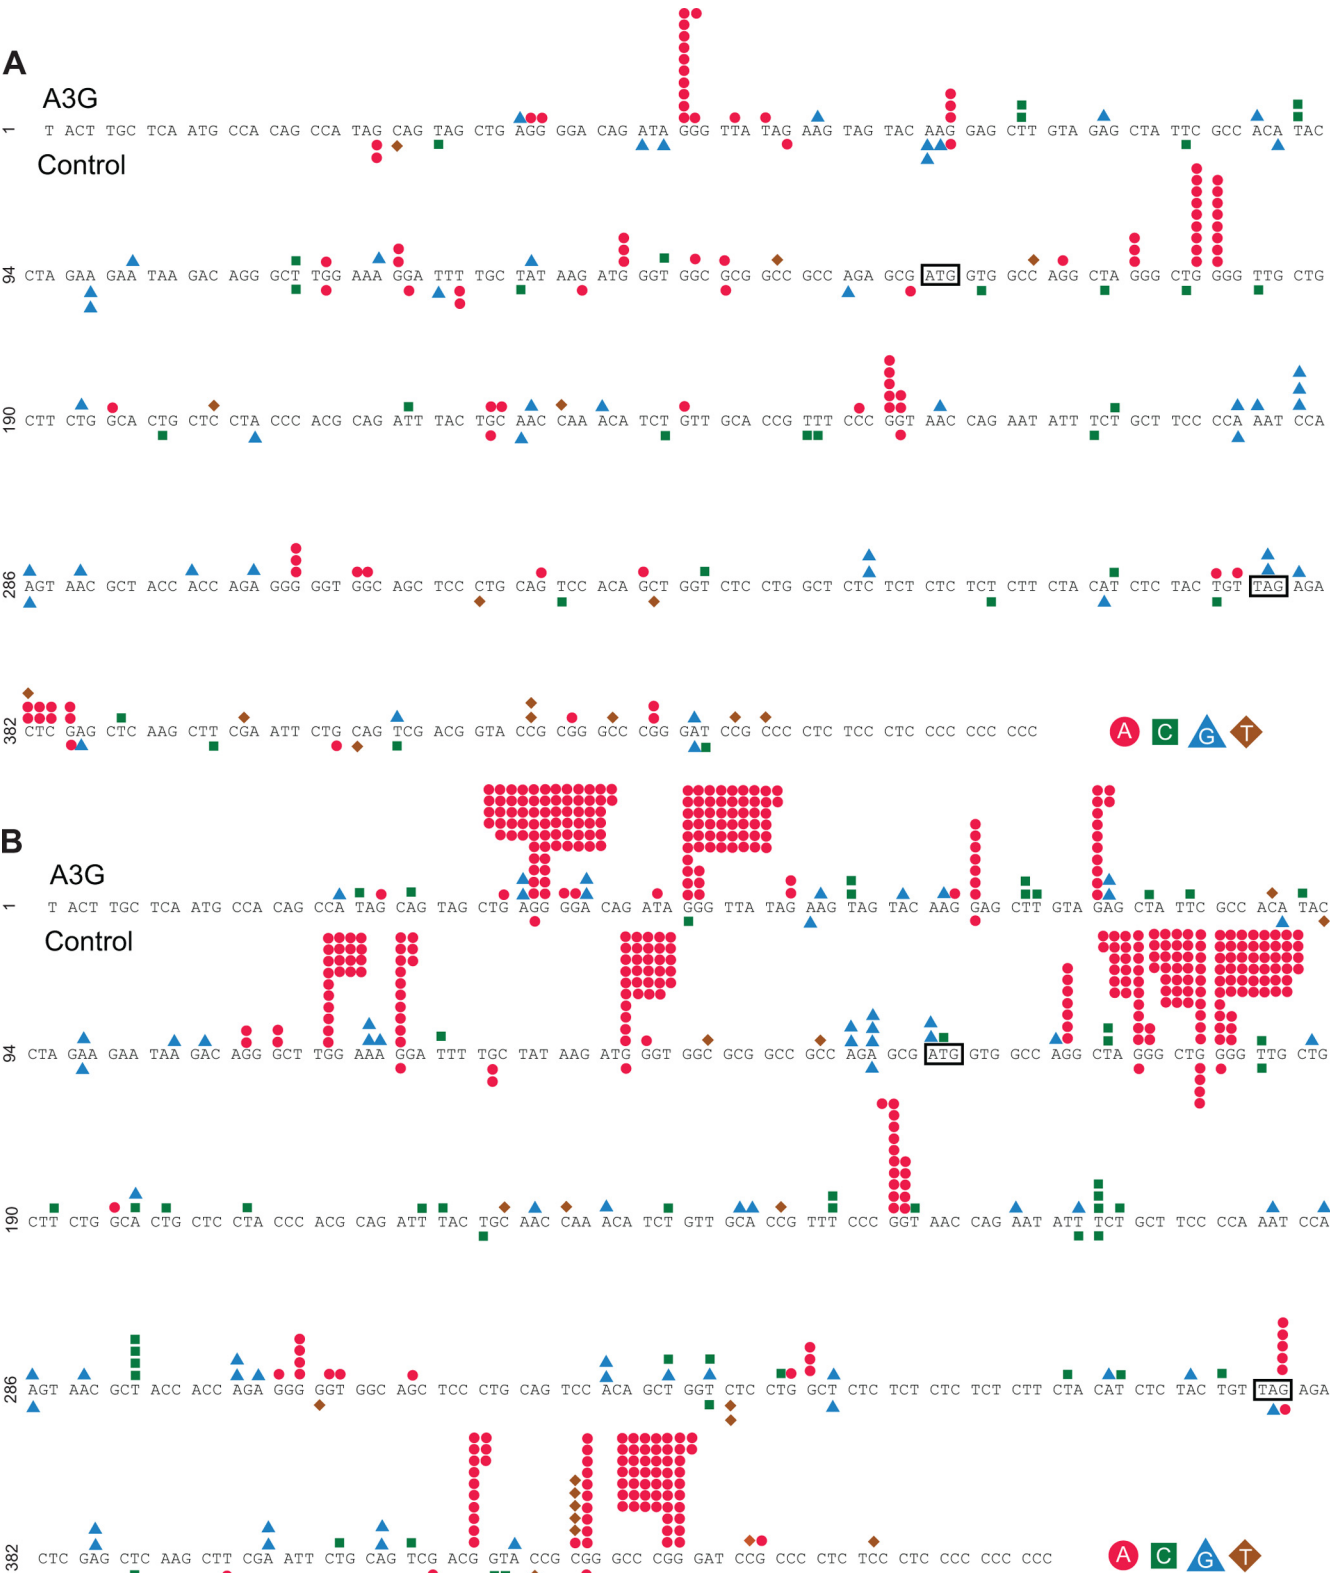 A
A3G
1 T ACT TGC TCA ATG CCA CAG CCA TAG CAG TAG CTG AGG GGA CAG ATA GGG TTA TAG AAG TAG TAC AAG GAG CTT GTA GAG CTA TTC GCC ACA TAC
Control
94 CTA GAA GAA TAA GAC AGG GCT TGG AAA GGA TTT TGC TAT AAG ATG GGT GGC GCG GCC GCC AGA GCG ATG GTG GCC AGG CTA GGG CTG GGG TTG CTG
190 CTT CTG GCA CTG CTC CTA CCC ACG CAG ATT TAC TGC AAC CAA ACA TCT GTT GCA CCG TTT CCC GGT AAC CAG AAT ATT TCT GCT TCC CCA AAT CCA
286 AGT AAC GCT ACC ACC AGA GGG GGT GGC AGC TCC CTG CAG TCC ACA GCT GGT CTC CTG GCT CTC TCT CTC TCT CTT CTA CAT CTC TAC TGT TAG AGA
382 CTC GAG CTC AAG CTT CGA ATT CTG CAG TCG ACG GTA CCG CGG GCC CGG GAT CCG CCC CTC TCC CTC CCC CCC CCC
A C G T
B
A3G
1 T ACT TGC TCA ATG CCA CAG CCA TAG CAG TAG CTG AGG GGA CAG ATA GGG TTA TAG AAG TAG TAC AAG GAG CTT GTA GAG CTA TTC GCC ACA TAC
Control
94 CTA GAA GAA TAA GAC AGG GCT TGG AAA GGA TTT TGC TAT AAG ATG GGT GGC GCG GCC GCC AGA GCG ATG GTG GCC AGG CTA GGG CTG GGG TTG CTG
190 CTT CTG GCA CTG CTC CTA CCC ACG CAG ATT TAC TGC AAC CAA ACA TCT GTT GCA CCG TTT CCC GGT AAC CAG AAT ATT TCT GCT TCC CCA AAT CCA
286 AGT AAC GCT ACC ACC AGA GGG GGT GGC AGC TCC CTG CAG TCC ACA GCT GGT CTC CTG GCT CTC TCT CTC TCT CTT CTA CAT CTC TAC TGT TAG AGA
382 CTC GAG CTC AAG CTT CGA ATT CTG CAG TCG ACG GTA CCG CGG GCC CGG GAT CCG CCC CTC TCC CTC CCC CCC CCC
A C G T